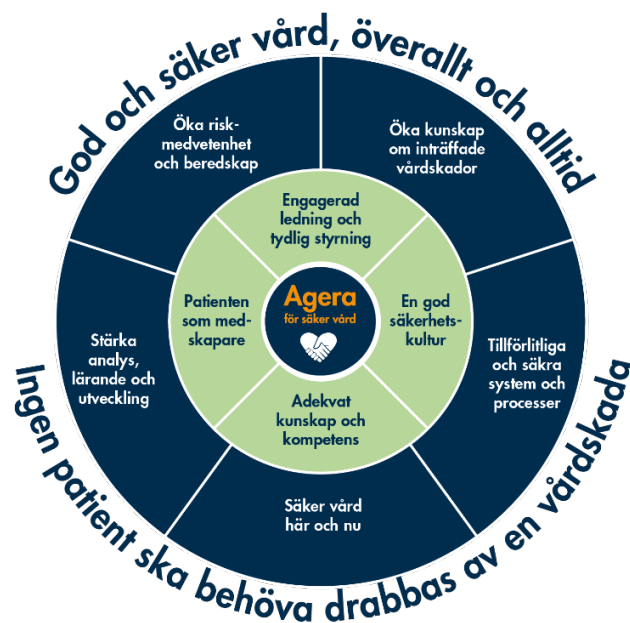 God och säker vård, överallt och alltid
Öka risk-
medvetenhet
och beredskap
Öka kunskap
om inträffade
vårdskador
Engagerad
ledning och
tydlig styrning
Patienten
som med-
skapare
Agera
för säker vård
En god
säkerhets-
kultur
Stärka
analys,
lärande och
utveckling
Tillförlitliga
och säkra
system och
processer
Adekvat
kunskap och
kompetens
Säker vård
här och nu
Ingen patient ska behöva drabbas av en vårdskada